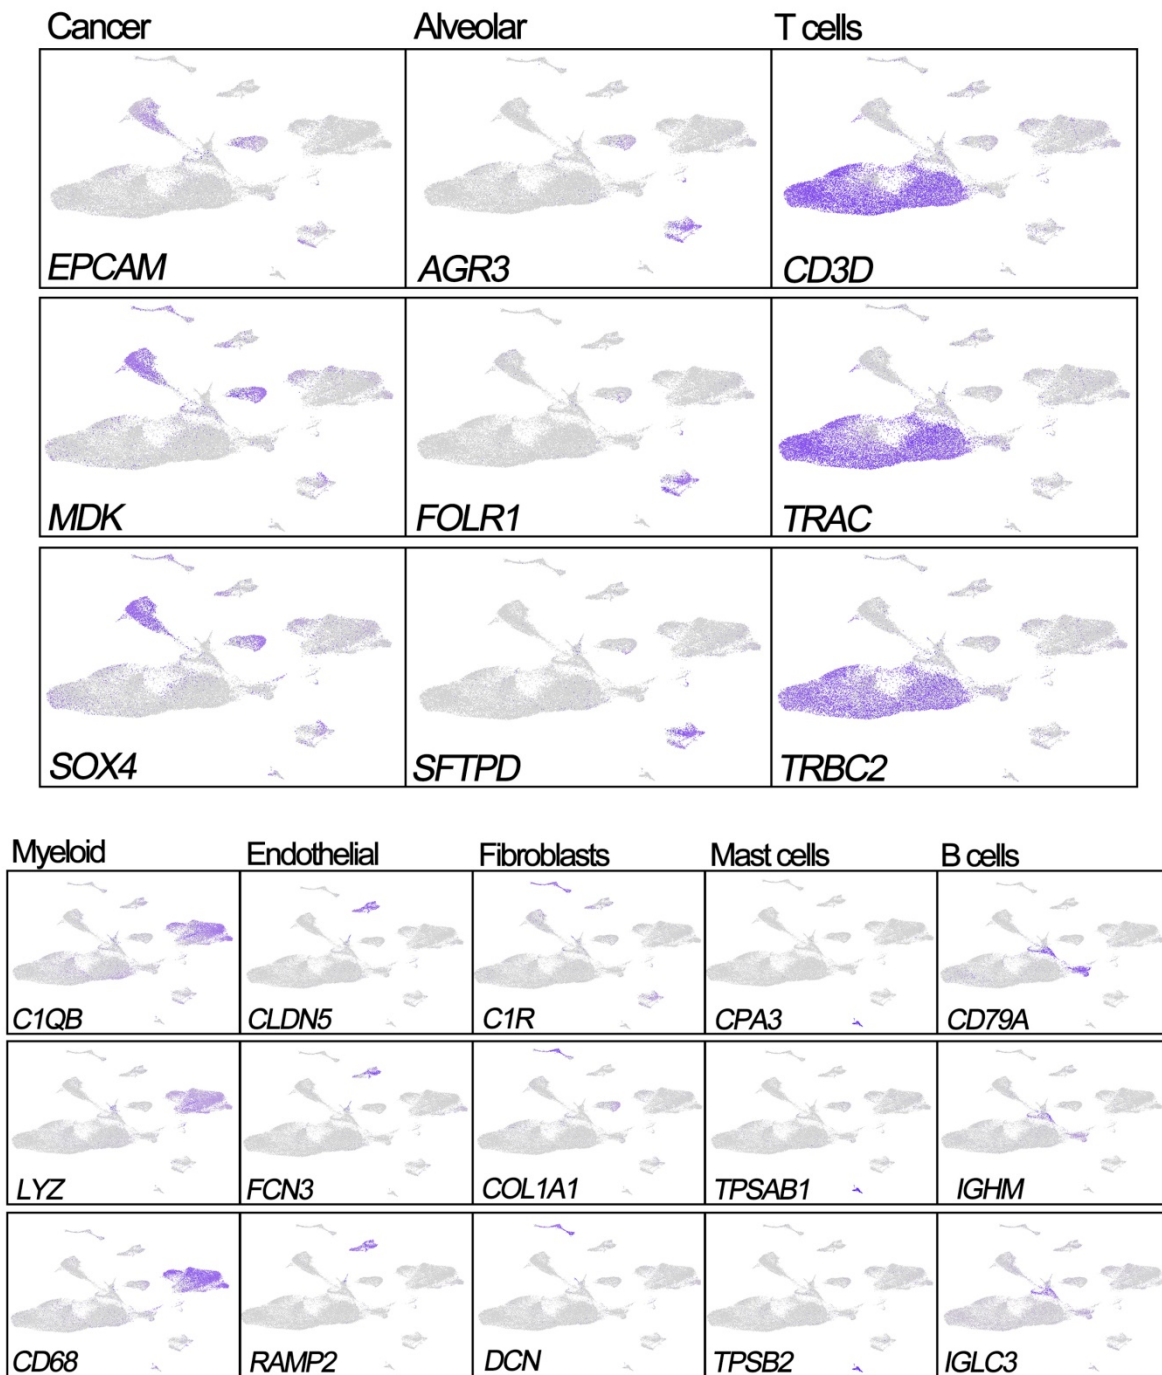 Cancer Alveolar T cells
EPCAM AGR3 CD3D
MDK FOLR1 TRAC
SOX4 SFTPD TRBC2
Myeloid Endothelial Fibroblasts Mast cells B cells
C1QB CLDN5 C1R CPA3 CD79A
LYZ FCN3 COL1A1 TPSAB1 IGHM
CD68 RAMP2 DCN TPSB2 IGLC3